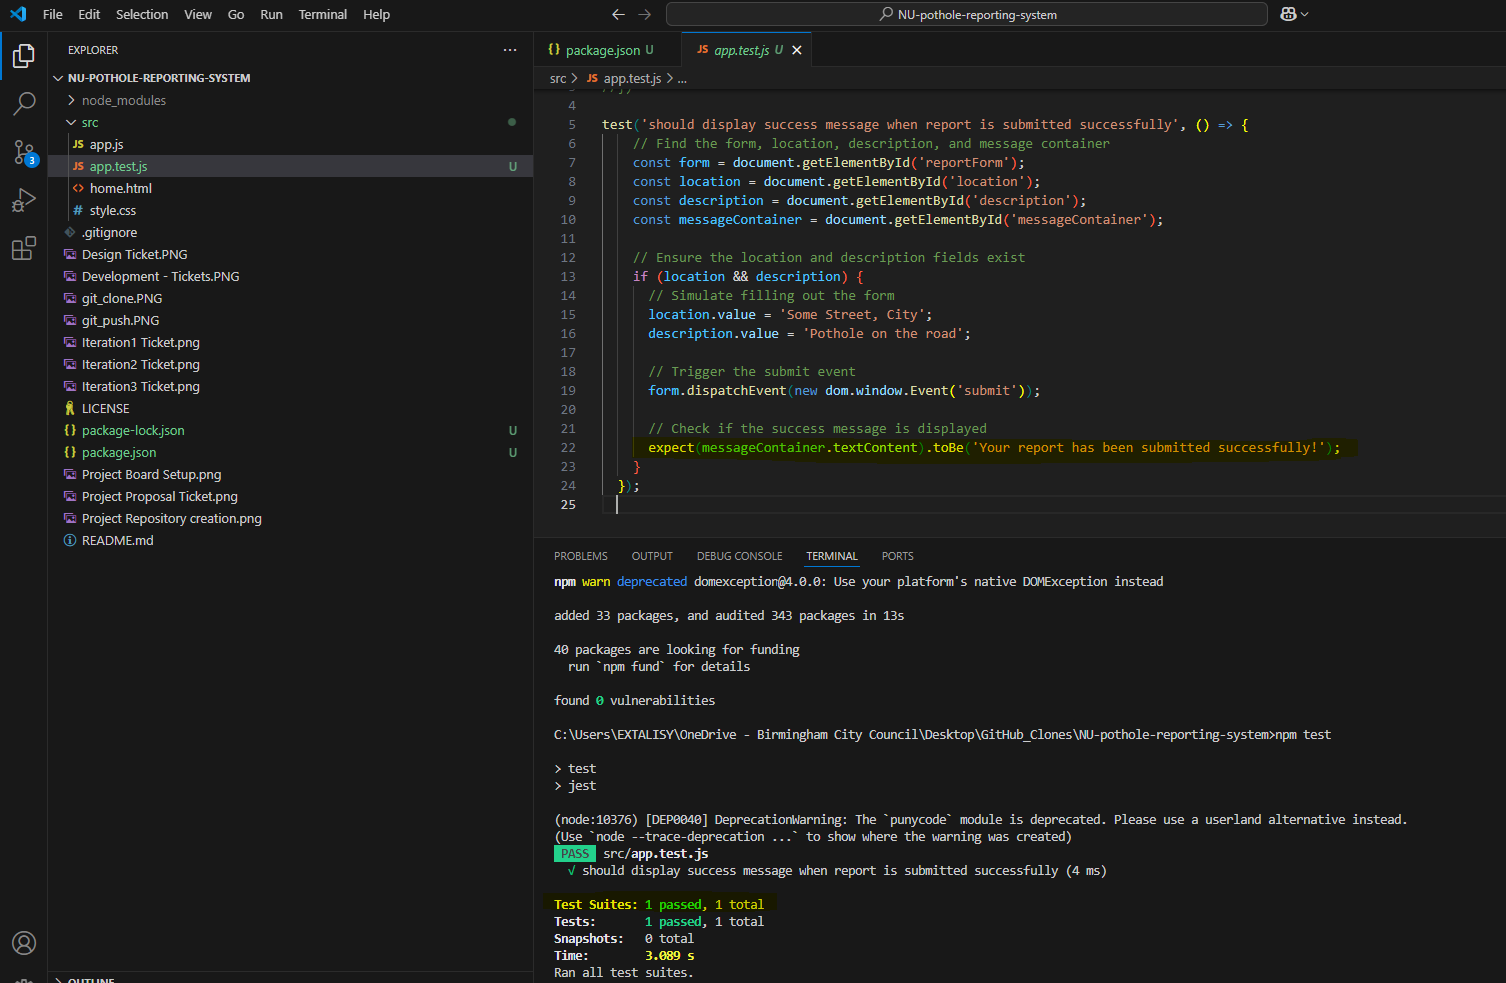 File Edit Selection View Go Run Terminal Help
NU-pothole-reporting-system
EXPLORER
NU-POTHOLE-REPORTING-SYSTEM
node_modules
src
JS app.js
JS app.test.js U
<> home.html
# style.css
.gitignore
Design Ticket.PNG
Development - Tickets.PNG
git_clone.PNG
git_push.PNG
Iteration1 Ticket.png
Iteration2 Ticket.png
Iteration3 Ticket.png
LICENSE
{} package-lock.json U
{} package.json U
Project Board Setup.png
Project Proposal Ticket.png
Project Repository creation.png
README.md
OUTLINE
3
{} package.json U
JS app.test.js U
src > JS app.test.js > ...
4
5 test('should display success message when report is submitted successfully', () => {
6 // Find the form, location, description, and message container
7 const form = document.getElementById('reportForm');
8 const location = document.getElementById('location');
9 const description = document.getElementById('description');
10 const messageContainer = document.getElementById('messageContainer');
11
12 // Ensure the location and description fields exist
13 if (location && description) {
14 // Simulate filling out the form
15 location.value = 'Some Street, City';
16 description.value = 'Pothole on the road';
17
18 // Trigger the submit event
19 form.dispatchEvent(new dom.window.Event('submit'));
20
21 // Check if the success message is displayed
22 expect(messageContainer.textContent).toBe('Your report has been submitted successfully!');
23 }
24 });
25
PROBLEMS OUTPUT DEBUG CONSOLE TERMINAL PORTS
npm warn deprecated domexception@4.0.0: Use your platform's native DOMException instead
added 33 packages, and audited 343 packages in 13s
40 packages are looking for funding
run `npm fund` for details
found 0 vulnerabilities
C:\Users\EXTALISY\OneDrive - Birmingham City Council\Desktop\GitHub_Clones\NU-pothole-reporting-system>npm test
> test
> jest
(node:10376) [DEP0040] DeprecationWarning: The `punycode` module is deprecated. Please use a userland alternative instead.
(Use `node --trace-deprecation ...` to show where the warning was created)
PASS src/app.test.js
√ should display success message when report is submitted successfully (4 ms)
Test Suites: 1 passed, 1 total
Tests: 1 passed, 1 total
Snapshots: 0 total
Time: 3.089 s
Ran all test suites.